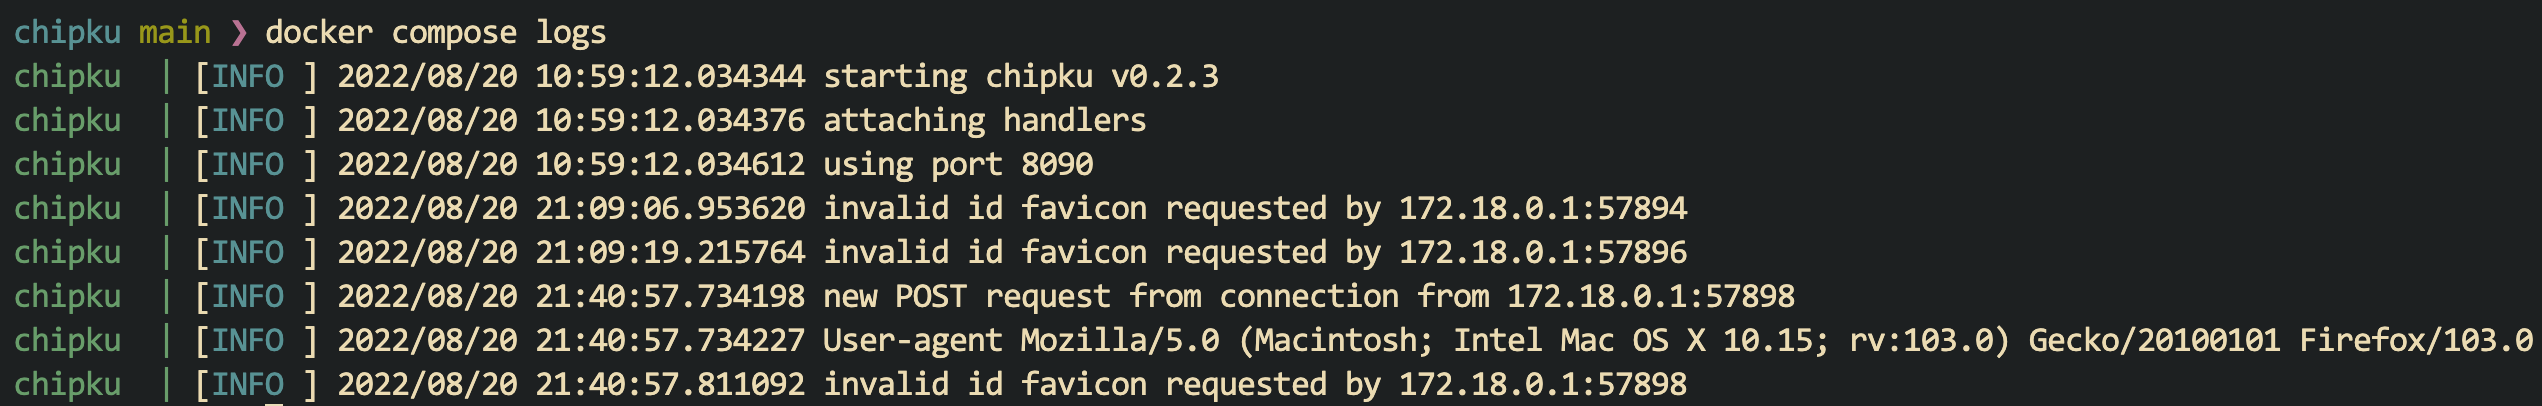 chipku main ❯ docker compose logs
chipku  | [INFO ] 2022/08/20 10:59:12.034344 starting chipku v0.2.3
chipku  | [INFO ] 2022/08/20 10:59:12.034376 attaching handlers
chipku  | [INFO ] 2022/08/20 10:59:12.034612 using port 8090
chipku  | [INFO ] 2022/08/20 21:09:06.953620 invalid id favicon requested by 172.18.0.1:57894
chipku  | [INFO ] 2022/08/20 21:09:19.215764 invalid id favicon requested by 172.18.0.1:57896
chipku  | [INFO ] 2022/08/20 21:40:57.734198 new POST request from connection from 172.18.0.1:57898
chipku  | [INFO ] 2022/08/20 21:40:57.734227 User-agent Mozilla/5.0 (Macintosh; Intel Mac OS X 10.15; rv:103.0) Gecko/20100101 Firefox/103.0
chipku  | [INFO ] 2022/08/20 21:40:57.811092 invalid id favicon requested by 172.18.0.1:57898